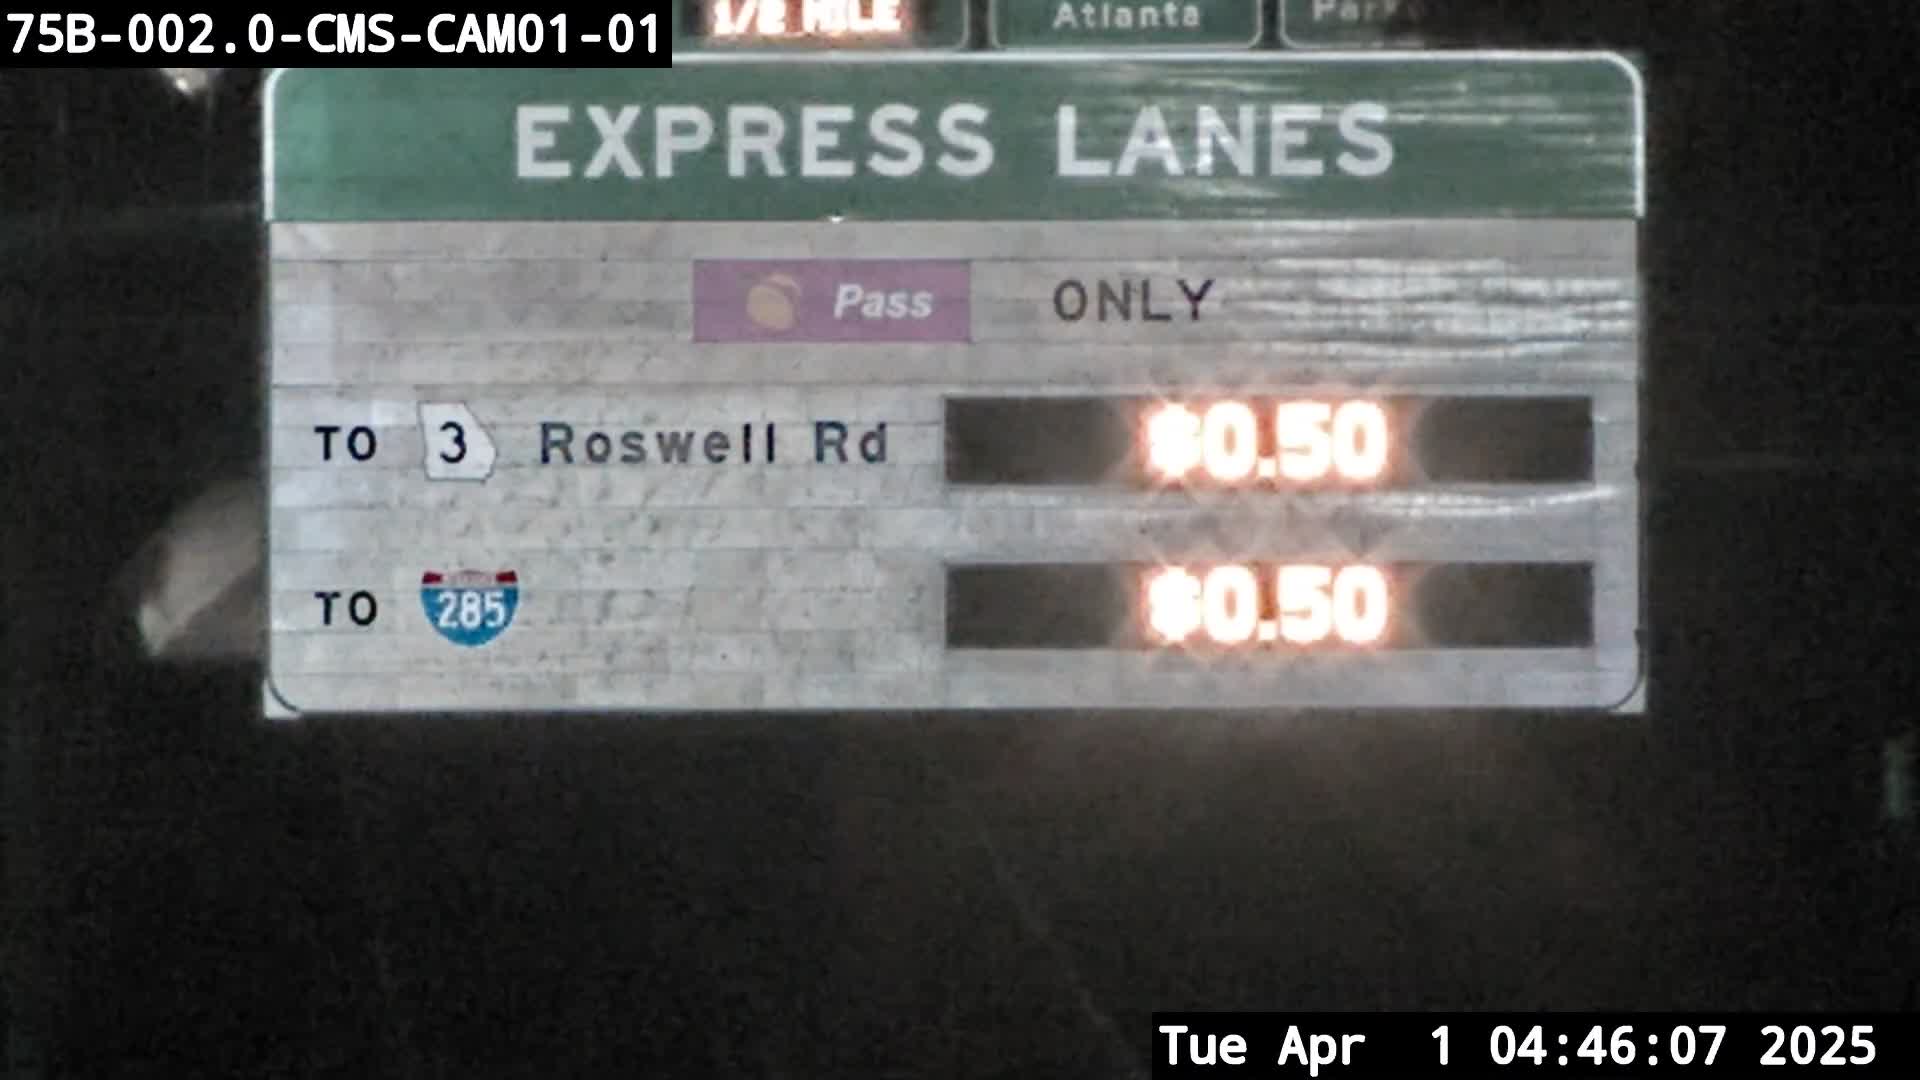 75B-002.0-CMS-CAM01-01
1/2 MILE
Atlanta
EXPRESS LANES
Pass ONLY
TO 3 Roswell Rd $0.50
TO 285 $0.50
Tue Apr 1 04:46:07 2025